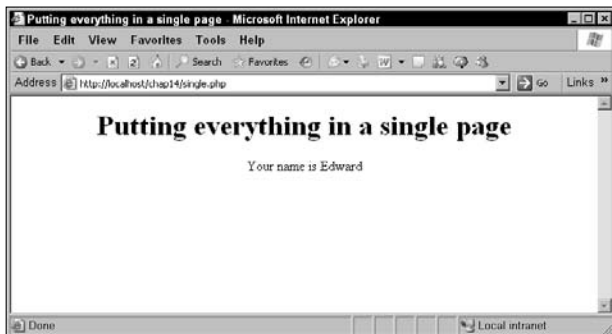 Putting everything in a single page - Microsoft Internet Explorer
File Edit View Favorites Tools Help
Back Search Favorites
Address http://localhost/chap14/single.php Go Links »
Putting everything in a single page
Your name is Edward
Done Local intranet